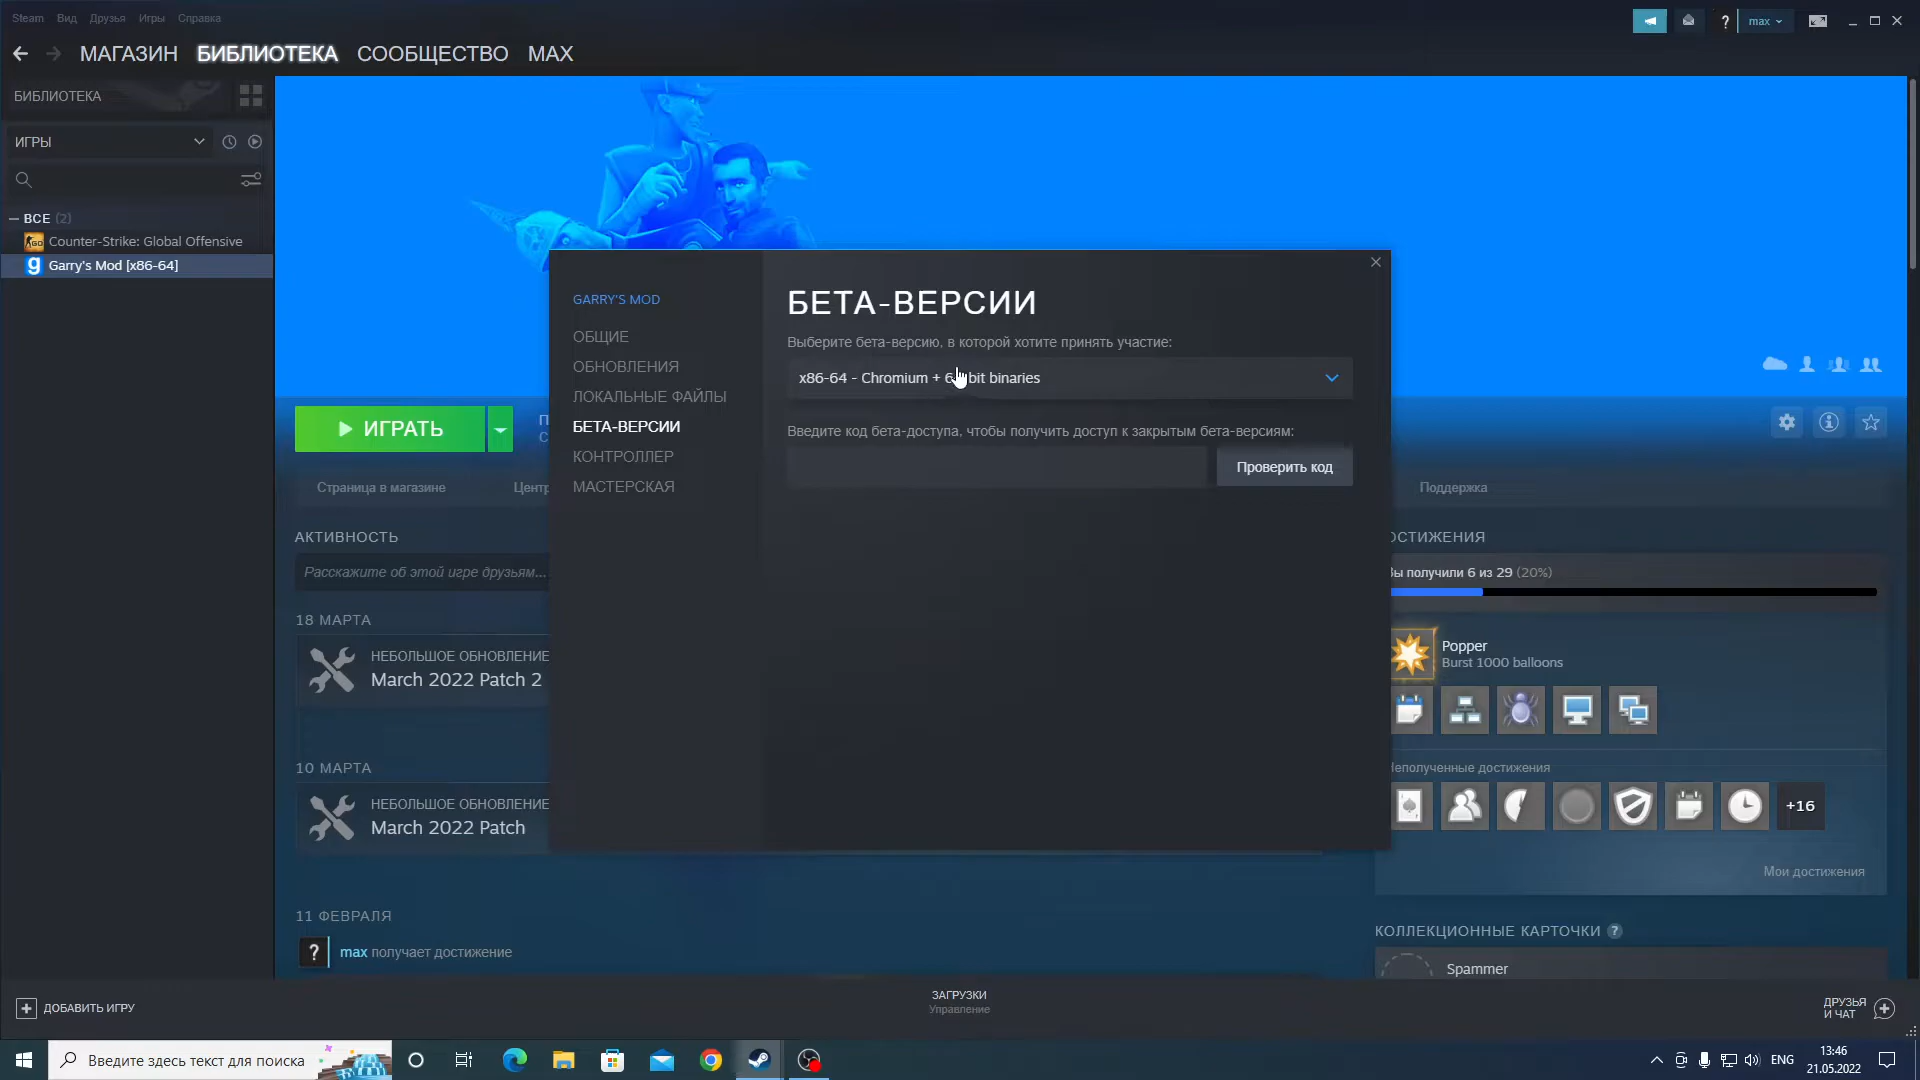 Steam Вид Друзья Игры Справка
? max
МАГАЗИН БИБЛИОТЕКА СООБЩЕСТВО MAX
БИБЛИОТЕКА
ИГРЫ
ВСЕ (2)
Counter-Strike: Global Offensive
Garry's Mod [x86-64]
GARRY'S MOD
ОБЩИЕ
ОБНОВЛЕНИЯ
ЛОКАЛЬНЫЕ ФАЙЛЫ
БЕТА-ВЕРСИИ
КОНТРОЛЛЕР
МАСТЕРСКАЯ
БЕТА-ВЕРСИИ
Выберите бета-версию, в которой хотите принять участие:
x86-64 - Chromium + 6 bit binaries
Введите код бета-доступа, чтобы получить доступ к закрытым бета-версиям:
Проверить код
ИГРАТЬ
Страница в магазине
Центр
Поддержка
АКТИВНОСТЬ
Расскажите об этой игре друзьям...
18 МАРТА
НЕБОЛЬШОЕ ОБНОВЛЕНИЕ
March 2022 Patch 2
10 МАРТА
НЕБОЛЬШОЕ ОБНОВЛЕНИЕ
March 2022 Patch
11 ФЕВРАЛЯ
? max получает достижение
ОСТИЖЕНИЯ
Вы получили 6 из 29 (20%)
Popper
Burst 1000 balloons
Неполученные достижения
+16
Мои достижения
КОЛЛЕКЦИОННЫЕ КАРТОЧКИ ?
Spammer
ДОБАВИТЬ ИГРУ
ЗАГРУЗКИ
Управление
ДРУЗЬЯ
И ЧАТ
Введите здесь текст для поиска
ENG
13:46
21.05.2022